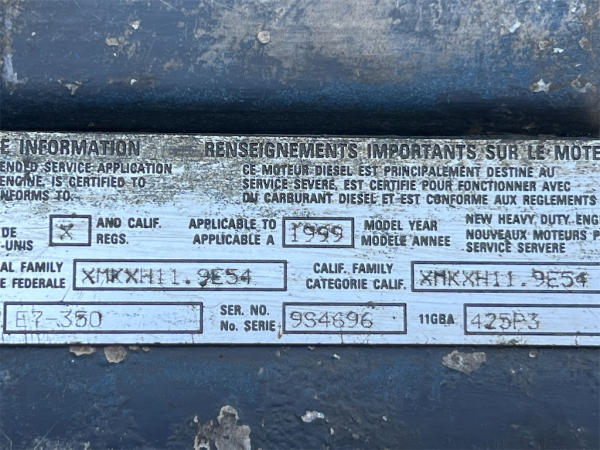 E INFORMATION RENSEIGNEMENTS IMPORTANTS SUR LE MOTE
ENDED SERVICE APPLICATION CE MOTEUR DIESEL EST PRINCIPALEMENT DESTINE AU
ENGINE, IS CERTIFIED TO SERVICE SEVERE, EST CERTIFIE POUR FONCTIONNER AVEC
NFORMS TO: DU CARBURANT DIESEL ET EST CONFORME AUX REGLEMENTS
DE X AND CALIF. APPLICABLE TO 1999 MODEL YEAR NEW HEAVY DUTY ENGI
-UNIS REGS. APPLICABLE A MODÈLE ANNÉE NOUVEAUX MOTEURS P
SERVICE SERVERE
AL FAMILY XMKXH11.9E54 CALIF. FAMILY XMKXH11.9E54
E FEDERALE CATEGORIE CALIF.
E7-350 SER. NO. 9S4696 11GBA 425P3
No. SERIE